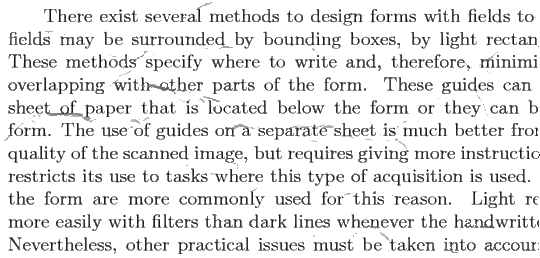 There exist several methods to design forms with fields to
fields may be surrounded by bounding boxes, by light rectan
These methods specify where to write and, therefore, minimi
overlapping with other parts of the form. These guides can
sheet of paper that is located below the form or they can b
form. The use of guides on a separate sheet is much better from
quality of the scanned image, but requires giving more instructio
restricts its use to tasks where this type of acquisition is used.
the form are more commonly used for this reason. Light re
more easily with filters than dark lines whenever the handwritte
Nevertheless, other practical issues must be taken into accoun